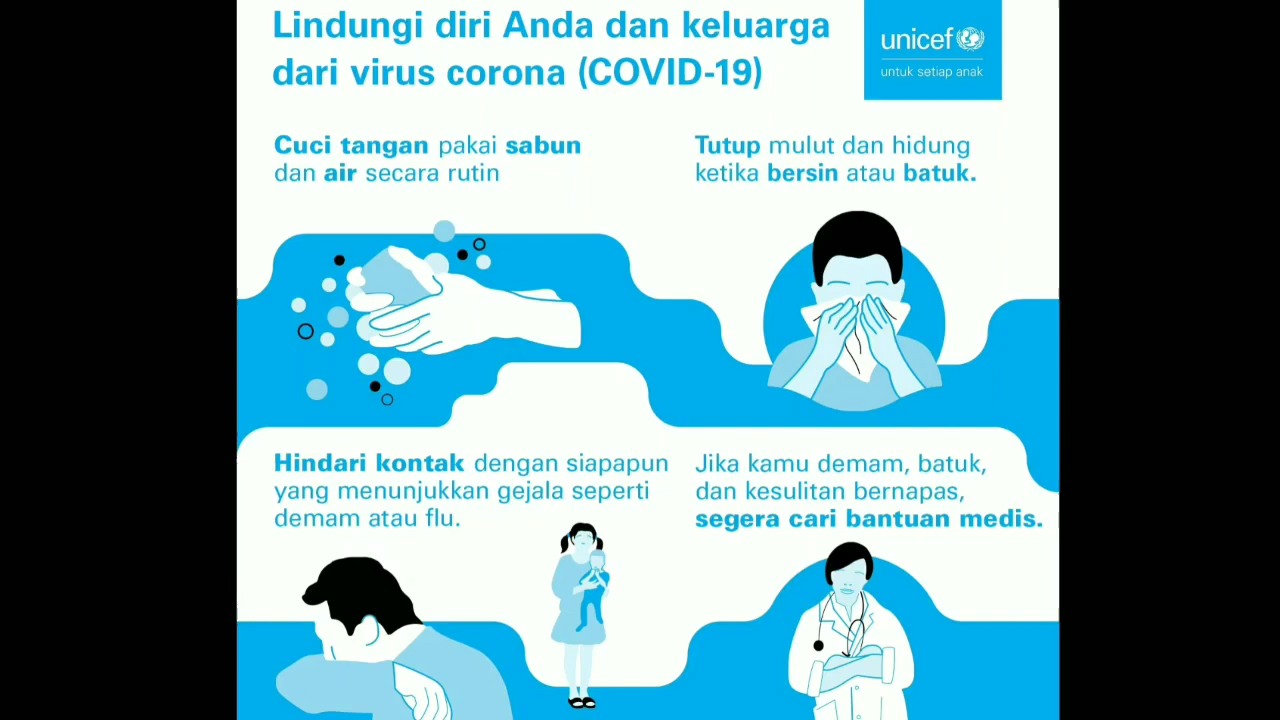 Lindungi diri Anda dan keluarga
dari virus corona (COVID-19)
unicef
untuk setiap anak
Cuci tangan pakai sabun
dan air secara rutin
Tutup mulut dan hidung
ketika bersin atau batuk.
Hindari kontak dengan siapapun
yang menunjukkan gejala seperti
demam atau flu.
Jika kamu demam, batuk,
dan kesulitan bernapas,
segera cari bantuan medis.